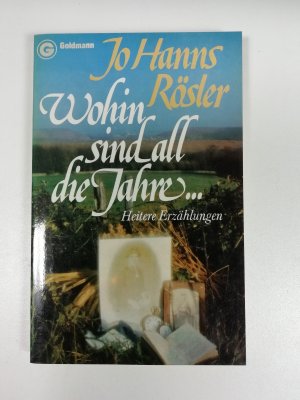 Goldmann
Jo Hanns
Rösler
Wohin
sind all
die Jahre...
Heitere Erzählungen